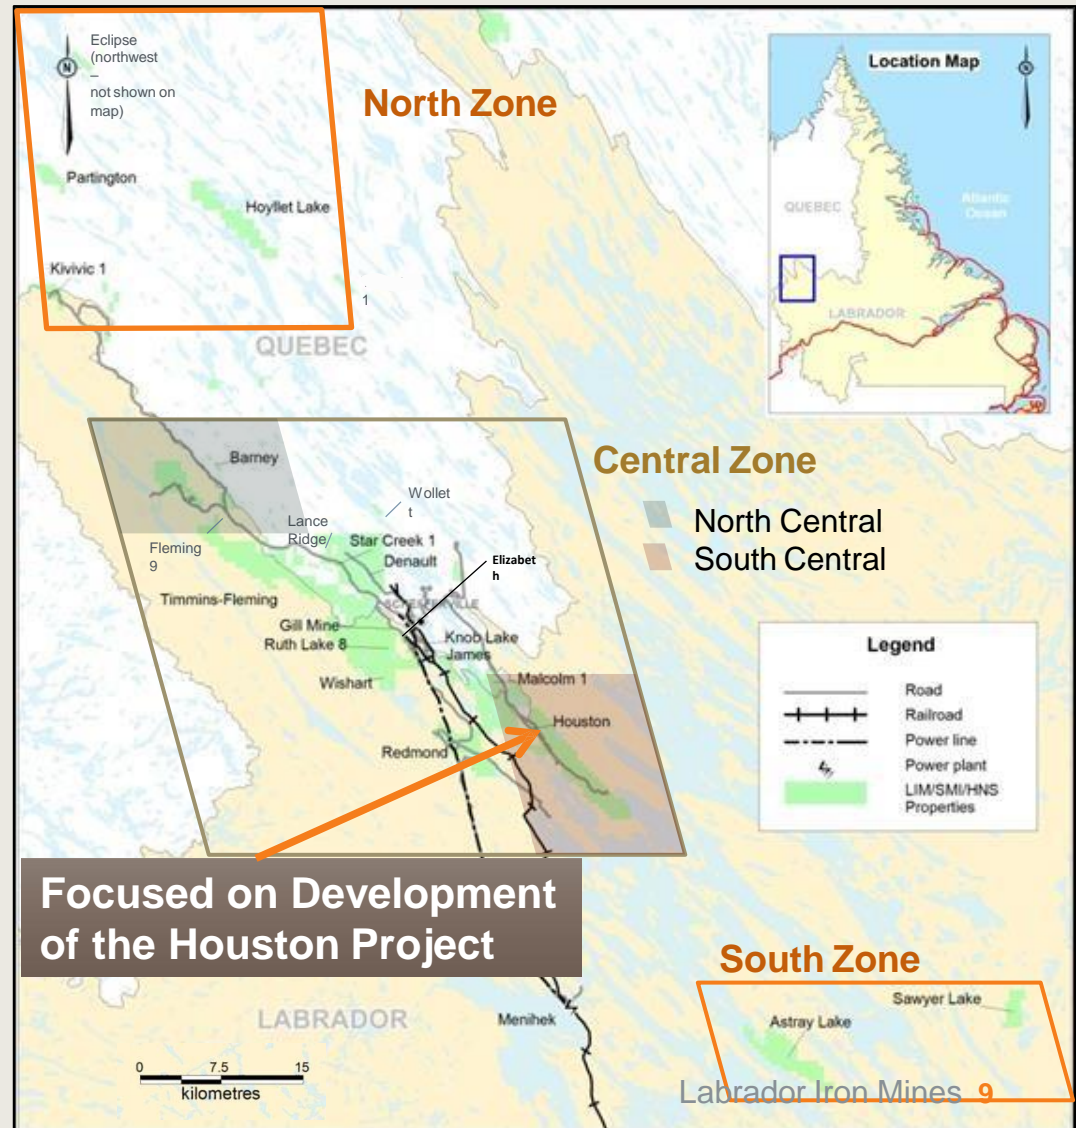 Eclipse
(northwest
–
not shown on
map)
N
North Zone
Partington
Hoyllet Lake
Kivivic 1
1
QUEBEC
Location Map
QUEBEC
Atlantic
Ocean
LABRADOR
Central Zone
North Central
South Central
Barney
Wollet
t
Lance
Ridge
Fleming
9
Star Creek 1
Denault
Elizabet
h
SCHEFFERVILLE
Timmins-Fleming
Gill Mine
Ruth Lake 8
Knob Lake
James
Wishart
Malcolm 1
Houston
Redmond
Legend
Road
Railroad
Power line
Power plant
LIM/SMI/HNS
Properties
Focused on Development
of the Houston Project
South Zone
Sawyer Lake
Astray Lake
LABRADOR
Menihek
0 7.5 15
kilometres
Labrador Iron Mines 9